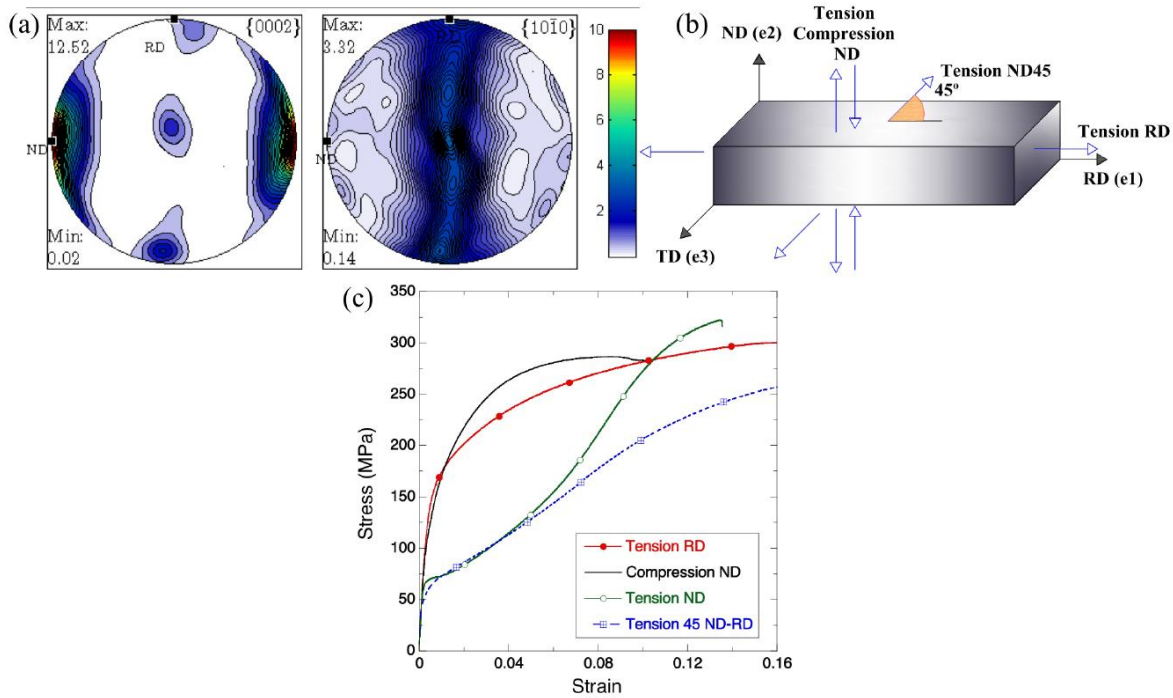 (a)
Max:
12.52
{0002}
RD
ND
Min:
0.02
Max:
3.32
{10-10}
RD
ND
Min:
0.14
10
8
6
4
2
(b)
ND (e2)
Tension
Compression
ND
Tension ND45
45º
Tension RD
RD (e1)
TD (e3)
(c)
350
300
250
200
150
100
50
0
Stress (MPa)
0
0.04
0.08
0.12
0.16
Strain
Tension RD
Compression ND
Tension ND
Tension 45 ND-RD